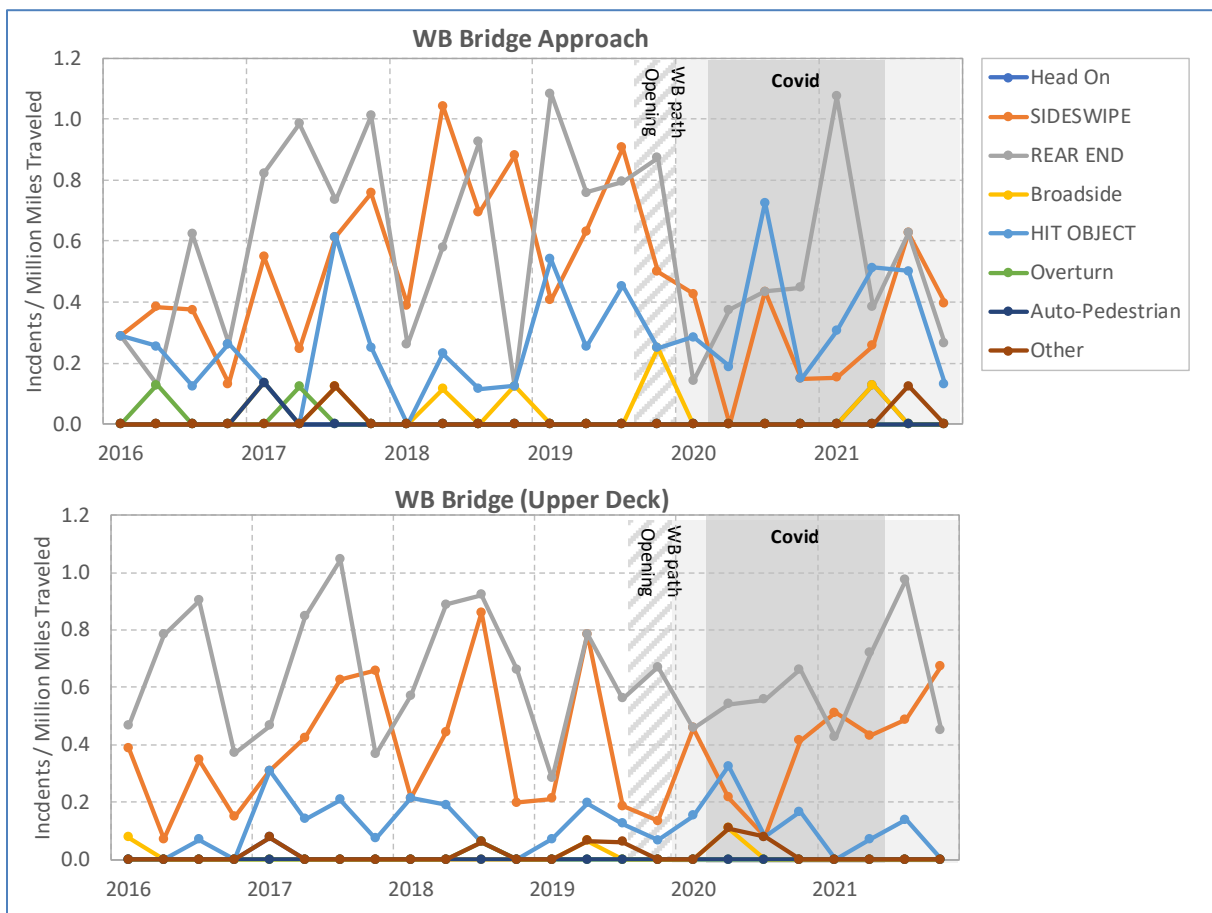 WB Bridge Approach
Incdents / Million Miles Traveled
1.2
1.0
0.8
0.6
0.4
0.2
0.0
WB path
Opening
Covid
2016 2017 2018 2019 2020 2021
Head On
SIDESWIPE
REAR END
Broadside
HIT OBJECT
Overturn
Auto-Pedestrian
Other
WB Bridge (Upper Deck)
Incdents / Million Miles Traveled
1.2
1.0
0.8
0.6
0.4
0.2
0.0
WB path
Opening
Covid
2016 2017 2018 2019 2020 2021